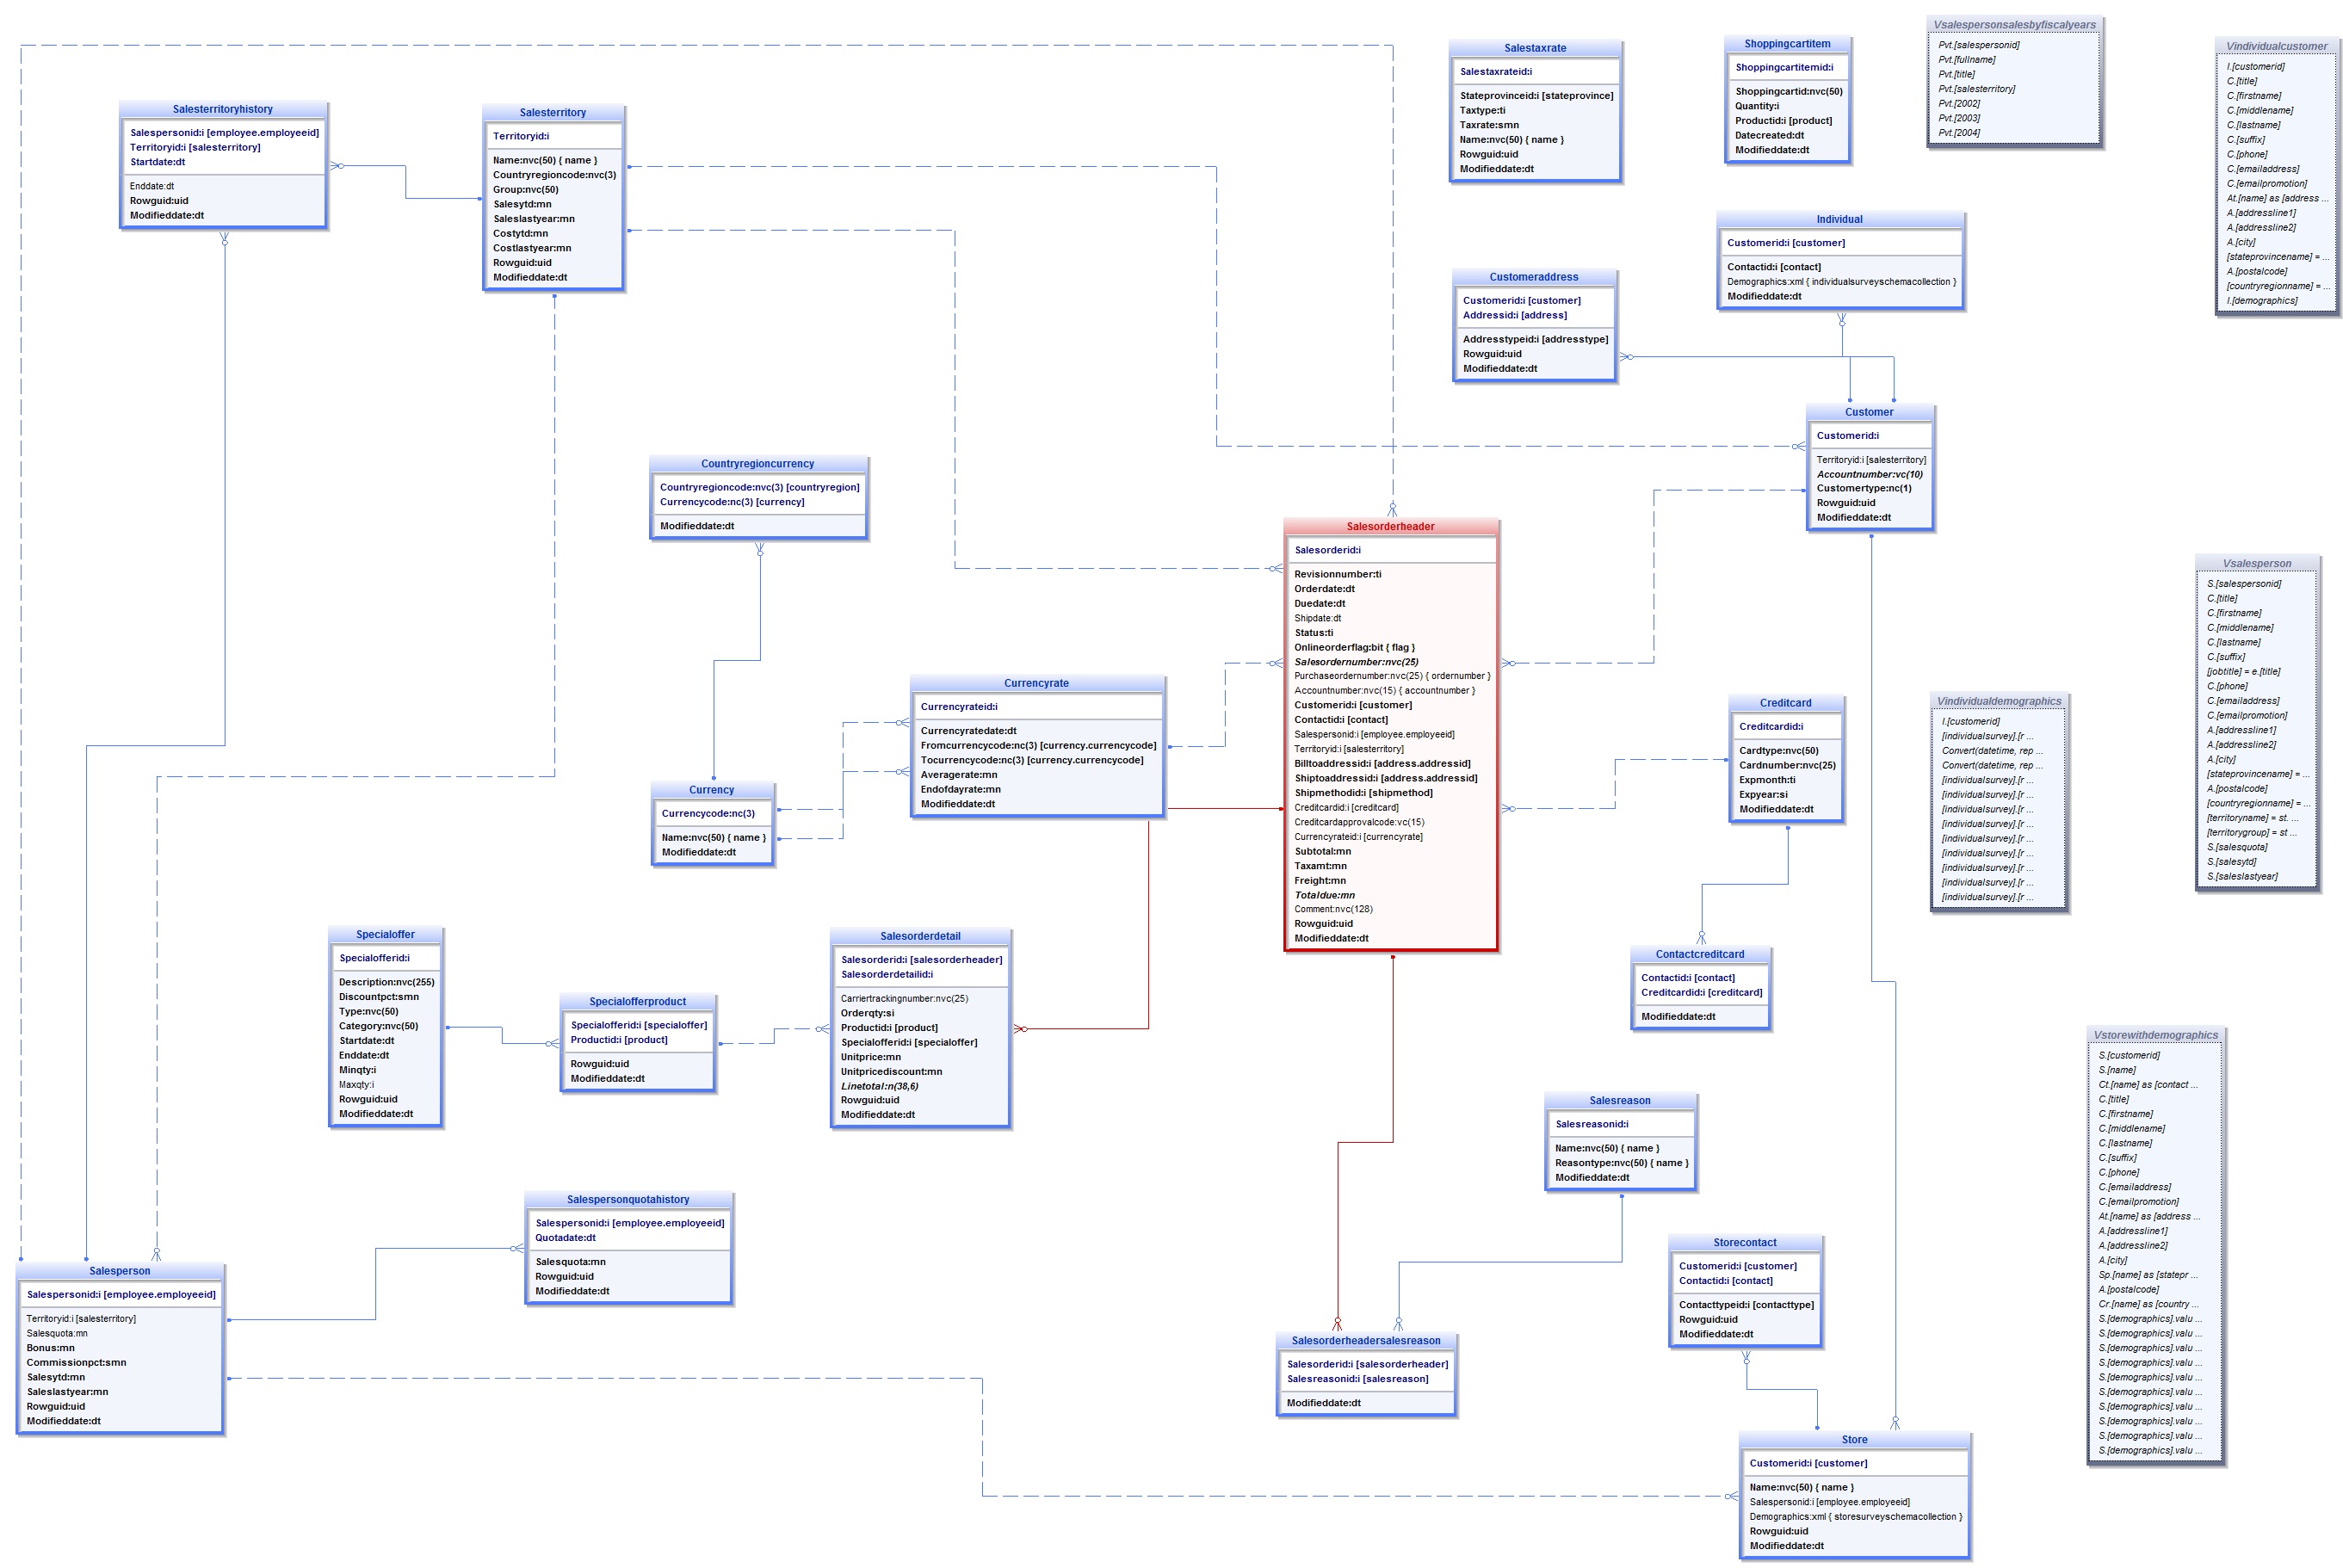 Salesterritoryhistory
Salespersonid:i [employee.employeeid]
Territoryid:i [salesterritory]
Startdate:dt
Enddate:dt
Rowguid:uid
Modifieddate:dt
Salesterritory
Territoryid:i
Name:nvc(50) { name }
Countryregioncode:nvc(3)
Group:nvc(50)
Salesytd:mn
Saleslastyear:mn
Costytd:mn
Costlastyear:mn
Rowguid:uid
Modifieddate:dt
Salestaxrate
Salestaxrateid:i
Stateprovinceid:i [stateprovince]
Taxtype:ti
Taxrate:smn
Name:nvc(50) { name }
Rowguid:uid
Modifieddate:dt
Shoppingcartitem
Shoppingcartitemid:i
Shoppingcartid:nvc(50)
Quantity:i
Productid:i [product]
Datecreated:dt
Modifieddate:dt
Vsalespersonsalesbyfiscalyears
Pvt.[salespersonid]
Pvt.[fullname]
Pvt.[title]
Pvt.[salesterritory]
Pvt.[2002]
Pvt.[2003]
Pvt.[2004]
Vindividualcustomer
I.[customerid]
C.[title]
C.[firstname]
C.[middlename]
C.[lastname]
C.[suffix]
C.[phone]
C.[emailaddress]
C.[emailpromotion]
At.[name] as [address ...
A.[addressline1]
A.[addressline2]
A.[city]
[stateprovincename] = ...
A.[postalcode]
[countryregionname] = ...
I.[demographics]
Individual
Customerid:i [customer]
Contactid:i [contact]
Demographics:xml { individualsurveyschemacollection }
Modifieddate:dt
Customeraddress
Customerid:i [customer]
Addressid:i [address]
Addresstypeid:i [addresstype]
Rowguid:uid
Modifieddate:dt
Customer
Customerid:i
Territoryid:i [salesterritory]
Accountnumber:vc(10)
Customertype:nc(1)
Rowguid:uid
Modifieddate:dt
Countryregioncurrency
Countryregioncode:nvc(3) [countryregion]
Currencycode:nc(3) [currency]
Modifieddate:dt
Salesorderheader
Salesorderid:i
Revisionnumber:ti
Orderdate:dt
Duedate:dt
Shipdate:dt
Status:ti
Onlineorderflag:bit { flag }
Salesordernumber:nvc(25)
Purchaseordernumber:nvc(25) { ordernumber }
Accountnumber:nvc(15) { accountnumber }
Customerid:i [customer]
Contactid:i [contact]
Salespersonid:i [employee.employeeid]
Territoryid:i [salesterritory]
Billtoaddressid:i [address.addressid]
Shiptoaddressid:i [address.addressid]
Shipmethodid:i [shipmethod]
Creditcardid:i [creditcard]
Creditcardapprovalcode:vc(15)
Currencyrateid:i [currencyrate]
Subtotal:mn
Taxamt:mn
Freight:mn
Totaldue:mn
Comment:nvc(128)
Rowguid:uid
Modifieddate:dt
Vsalesperson
S.[salespersonid]
C.[title]
C.[firstname]
C.[middlename]
C.[lastname]
C.[suffix]
[jobtitle] = e.[title]
C.[phone]
C.[emailaddress]
C.[emailpromotion]
A.[addressline1]
A.[addressline2]
A.[city]
[stateprovincename] = ...
A.[postalcode]
[countryregionname] = ...
[territoryname] = st. ...
[territorygroup] = st ...
S.[salesquota]
S.[salesytd]
S.[saleslastyear]
Currencyrate
Currencyrateid:i
Currencyratedate:dt
Fromcurrencycode:nc(3) [currency.currencycode]
Tocurrencycode:nc(3) [currency.currencycode]
Averagerate:mn
Endofdayrate:mn
Modifieddate:dt
Creditcard
Creditcardid:i
Cardtype:nvc(50)
Cardnumber:nvc(25)
Expmonth:ti
Expyear:si
Modifieddate:dt
Vindividualdemographics
I.[customerid]
[individualsurvey].[r ...
Convert(datetime, rep ...
Convert(datetime, rep ...
[individualsurvey].[r ...
[individualsurvey].[r ...
[individualsurvey].[r ...
[individualsurvey].[r ...
[individualsurvey].[r ...
[individualsurvey].[r ...
[individualsurvey].[r ...
[individualsurvey].[r ...
[individualsurvey].[r ...
Currency
Currencycode:nc(3)
Name:nvc(50) { name }
Modifieddate:dt
Specialoffer
Specialofferid:i
Description:nvc(255)
Discountpct:smn
Type:nvc(50)
Category:nvc(50)
Startdate:dt
Enddate:dt
Minqty:i
Maxqty:i
Rowguid:uid
Modifieddate:dt
Specialofferproduct
Specialofferid:i [specialoffer]
Productid:i [product]
Rowguid:uid
Modifieddate:dt
Salesorderdetail
Salesorderid:i [salesorderheader]
Salesorderdetailid:i
Carriertrackingnumber:nvc(25)
Orderqty:si
Productid:i [product]
Specialofferid:i [specialoffer]
Unitprice:mn
Unitpricediscount:mn
Linetotal:n(38,6)
Rowguid:uid
Modifieddate:dt
Contactcreditcard
Contactid:i [contact]
Creditcardid:i [creditcard]
Modifieddate:dt
Vstorewithdemographics
S.[customerid]
S.[name]
Ct.[name] as [contact ...
C.[title]
C.[firstname]
C.[middlename]
C.[lastname]
C.[suffix]
C.[phone]
C.[emailaddress]
C.[emailpromotion]
At.[name] as [address ...
A.[addressline1]
A.[addressline2]
A.[city]
Sp.[name] as [statepr ...
A.[postalcode]
Cr.[name] as [country ...
S.[demographics].valu ...
S.[demographics].valu ...
S.[demographics].valu ...
S.[demographics].valu ...
S.[demographics].valu ...
S.[demographics].valu ...
S.[demographics].valu ...
S.[demographics].valu ...
S.[demographics].valu ...
S.[demographics].valu ...
Salesreason
Salesreasonid:i
Name:nvc(50) { name }
Reasontype:nvc(50) { name }
Modifieddate:dt
Salespersonquotahistory
Salespersonid:i [employee.employeeid]
Quotadate:dt
Salesquota:mn
Rowguid:uid
Modifieddate:dt
Storecontact
Customerid:i [customer]
Contactid:i [contact]
Contacttypeid:i [contacttype]
Rowguid:uid
Modifieddate:dt
Salesperson
Salespersonid:i [employee.employeeid]
Territoryid:i [salesterritory]
Salesquota:mn
Bonus:mn
Commissionpct:smn
Salesytd:mn
Saleslastyear:mn
Rowguid:uid
Modifieddate:dt
Salesorderheadersalesreason
Salesorderid:i [salesorderheader]
Salesreasonid:i [salesreason]
Modifieddate:dt
Store
Customerid:i [customer]
Name:nvc(50) { name }
Salespersonid:i [employee.employeeid]
Demographics:xml { storesurveyschemacollection }
Rowguid:uid
Modifieddate:dt